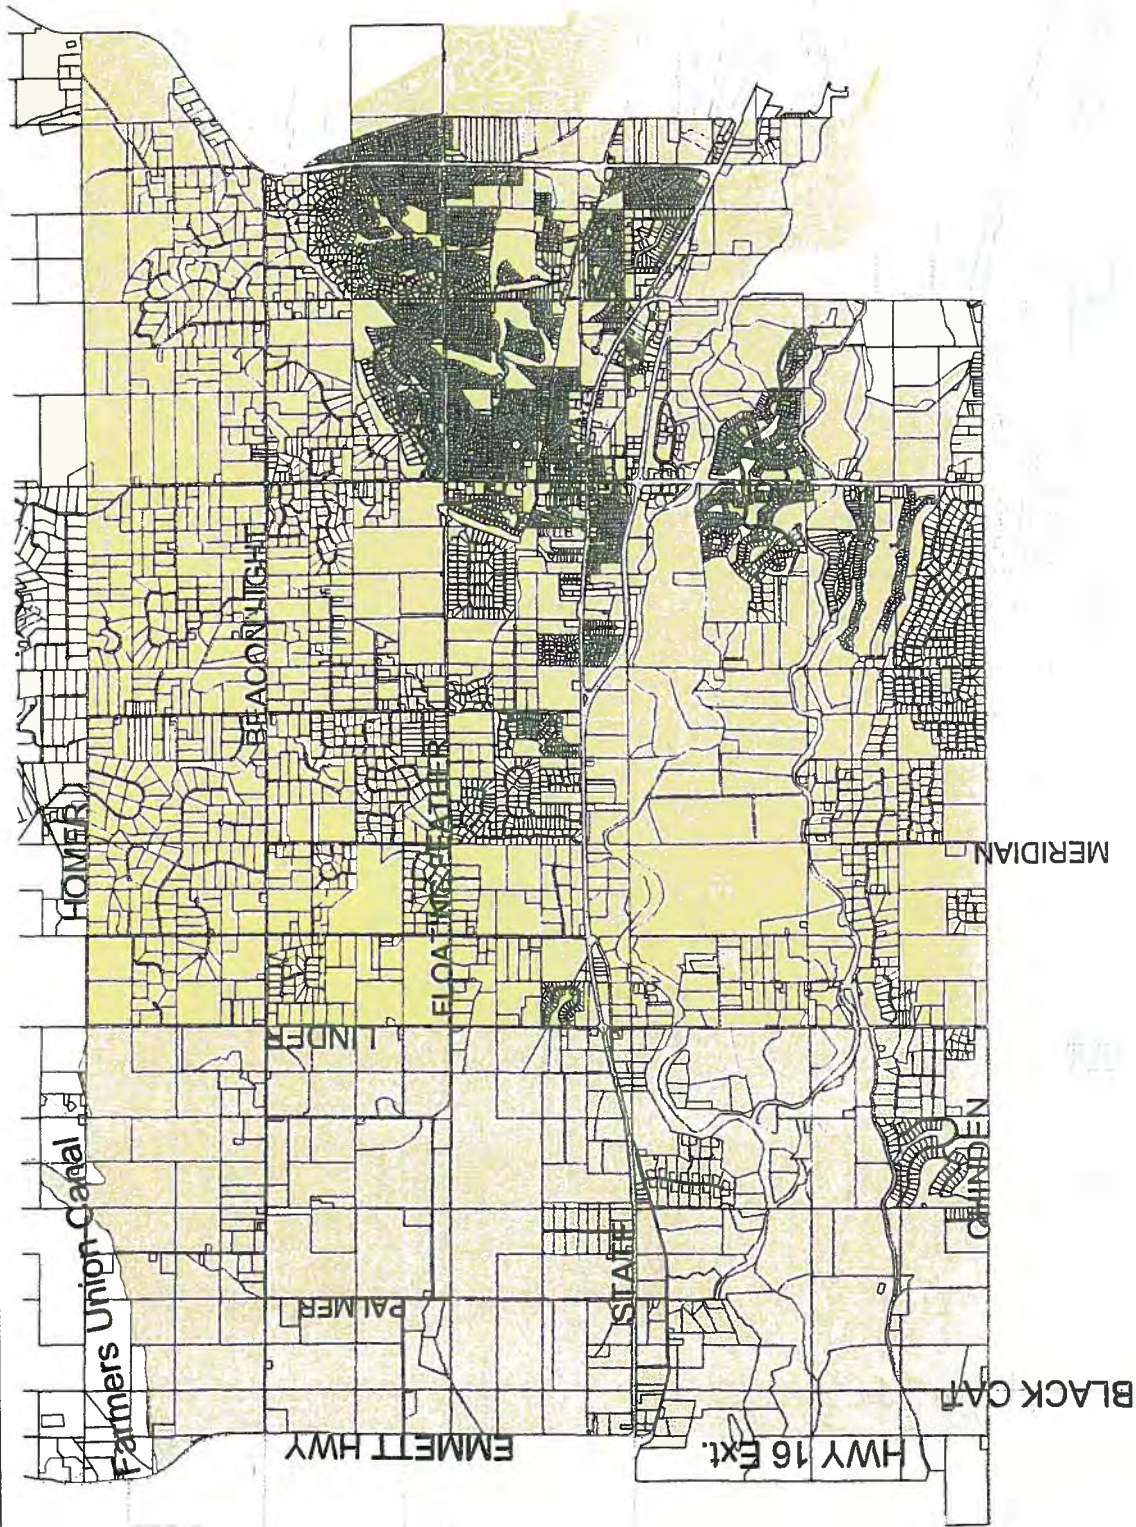 HOMER
BEACON LIGHT
FLOATING FEATHER
MERIDIAN
LINDER
Farmers Union Canal
CHINDEN
STATE
PALMER
BLACK CAT
EMMETT HWY
HWY 16 Ext.